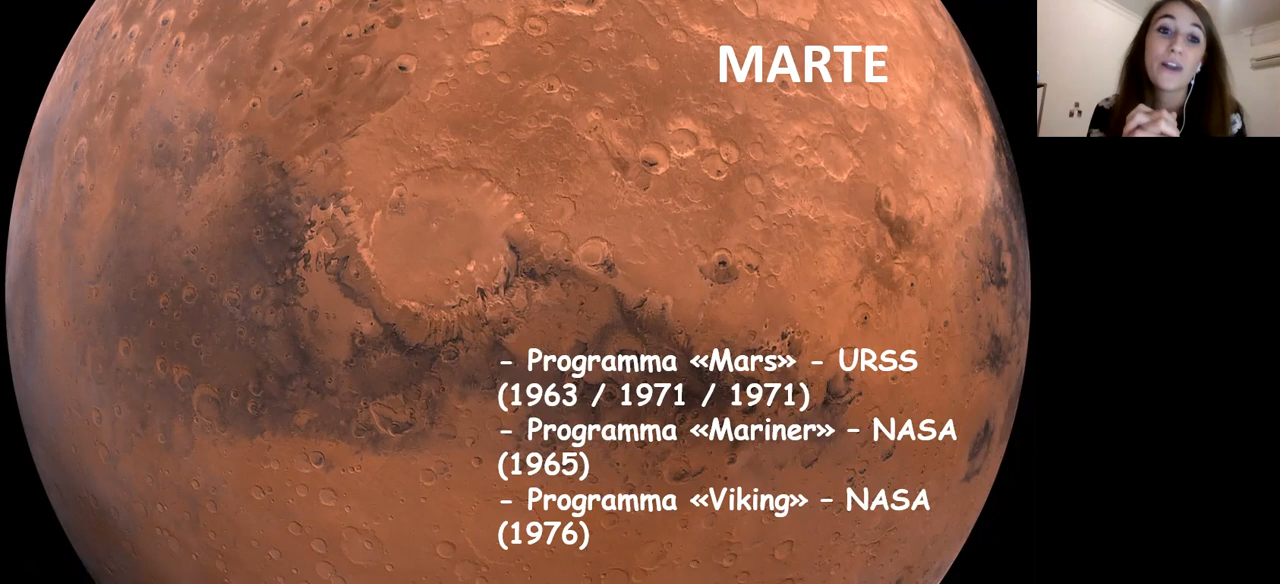 MARTE
- Programma «Mars» - URSS
(1963 / 1971 / 1971)
- Programma «Mariner» - NASA
(1965)
- Programma «Viking» - NASA
(1976)